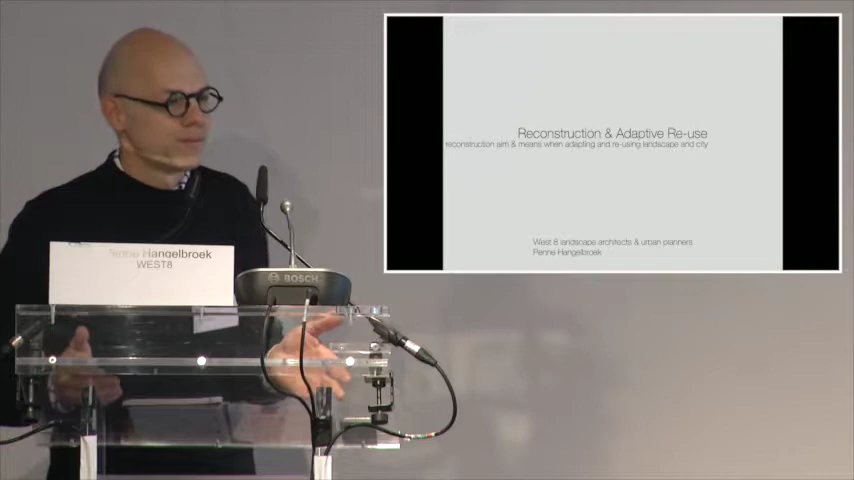 Reconstruction & Adaptive Re-use
reconstruction aim & means when adapting and re-using landscape and city
West 8 landscape architects & urban planners
Penne Hangelbroek
Penne Hangelbroek
WEST8
BOSCH